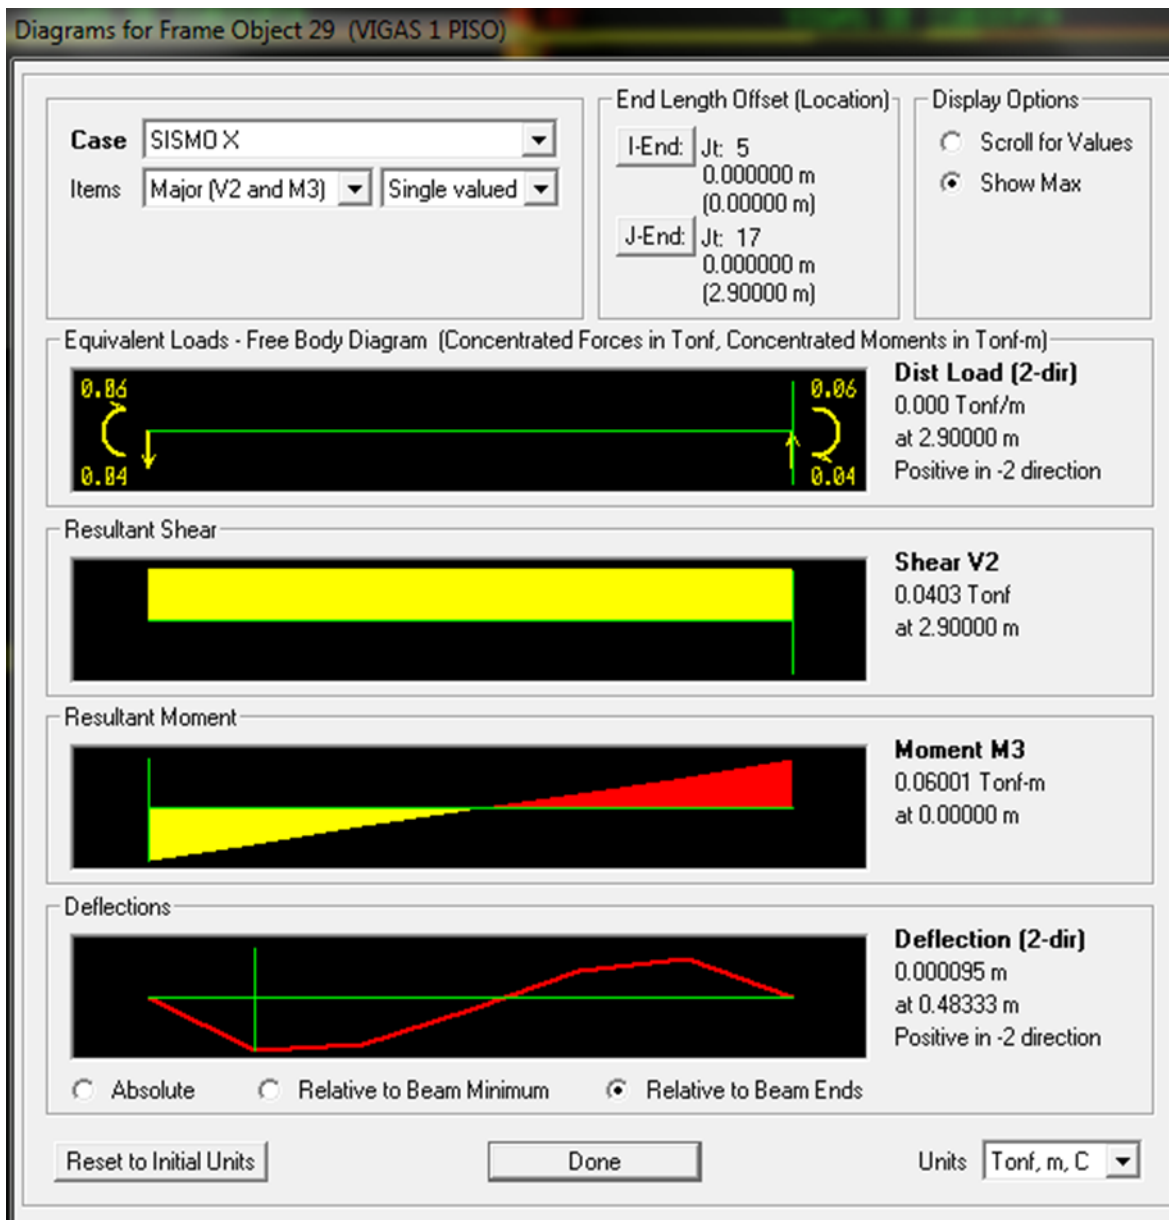 Diagrams for Frame Object 29 (VIGAS 1 PISO)
Case SISMO X
Items Major (V2 and M3) Single valued
End Length Offset (Location)
I-End: Jt: 5
0.000000 m
(0.00000 m)
J-End: Jt: 17
0.000000 m
(2.90000 m)
Display Options
Scroll for Values
Show Max
Equivalent Loads - Free Body Diagram (Concentrated Forces in Tonf, Concentrated Moments in Tonf-m)
0.06
0.04
0.06
0.04
Dist Load (2-dir)
0.000 Tonf/m
at 2.90000 m
Positive in -2 direction
Resultant Shear
Shear V2
0.0403 Tonf
at 2.90000 m
Resultant Moment
Moment M3
0.06001 Tonf-m
at 0.00000 m
Deflections
Deflection (2-dir)
0.000095 m
at 0.48333 m
Positive in -2 direction
Absolute Relative to Beam Minimum Relative to Beam Ends
Reset to Initial Units Done Units Tonf, m, C